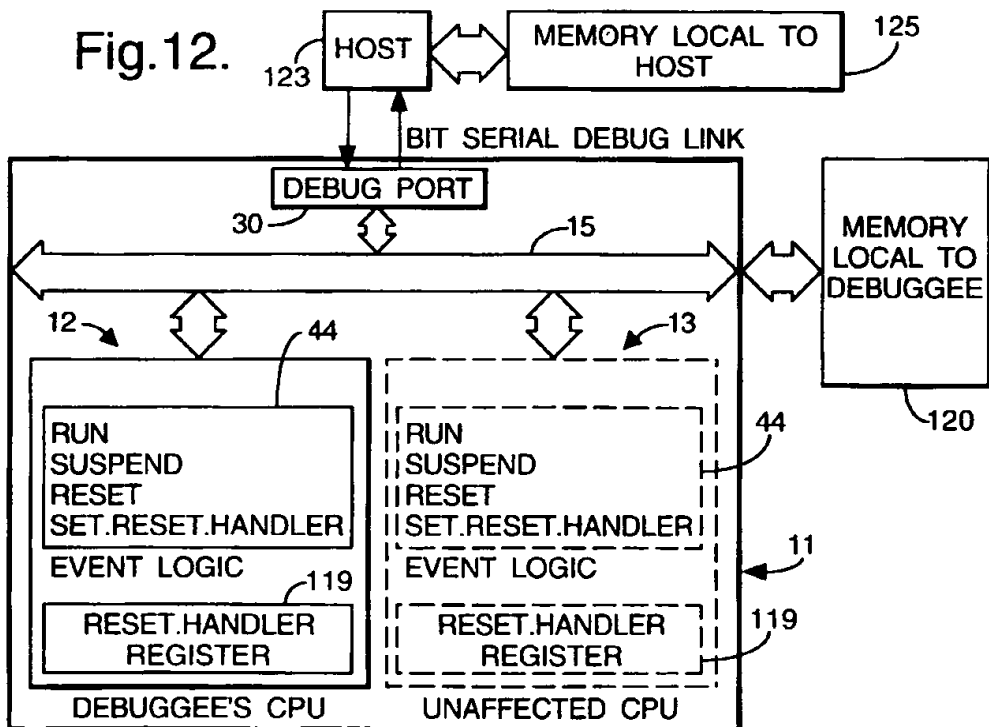 Fig.12.
HOST
123
MEMORY LOCAL TO
HOST
125
BIT SERIAL DEBUG LINK
DEBUG PORT
30
15
MEMORY
LOCAL TO
DEBUGGEE
120
12
44
13
RUN
SUSPEND
RESET
SET.RESET.HANDLER
EVENT LOGIC
119
RESET.HANDLER
REGISTER
DEBUGGEE'S CPU
RUN
SUSPEND
RESET
SET.RESET.HANDLER
44
EVENT LOGIC
11
RESET.HANDLER
REGISTER
119
UNAFFECTED CPU